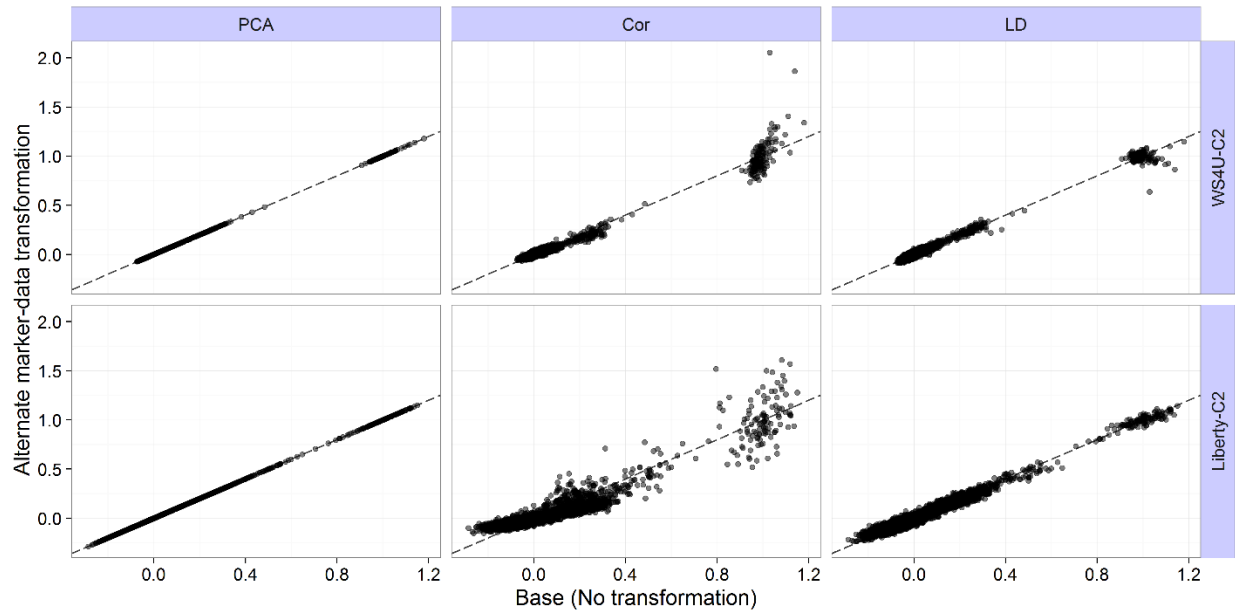 PCA Cor LD
Alternate marker-data transformation
2.0
1.5
1.0
0.5
0.0
WS4U-C2
2.0
1.5
1.0
0.5
0.0
Liberty-C2
0.0 0.4 0.8 1.2 0.0 0.4 0.8 1.2 0.0 0.4 0.8 1.2
Base (No transformation)